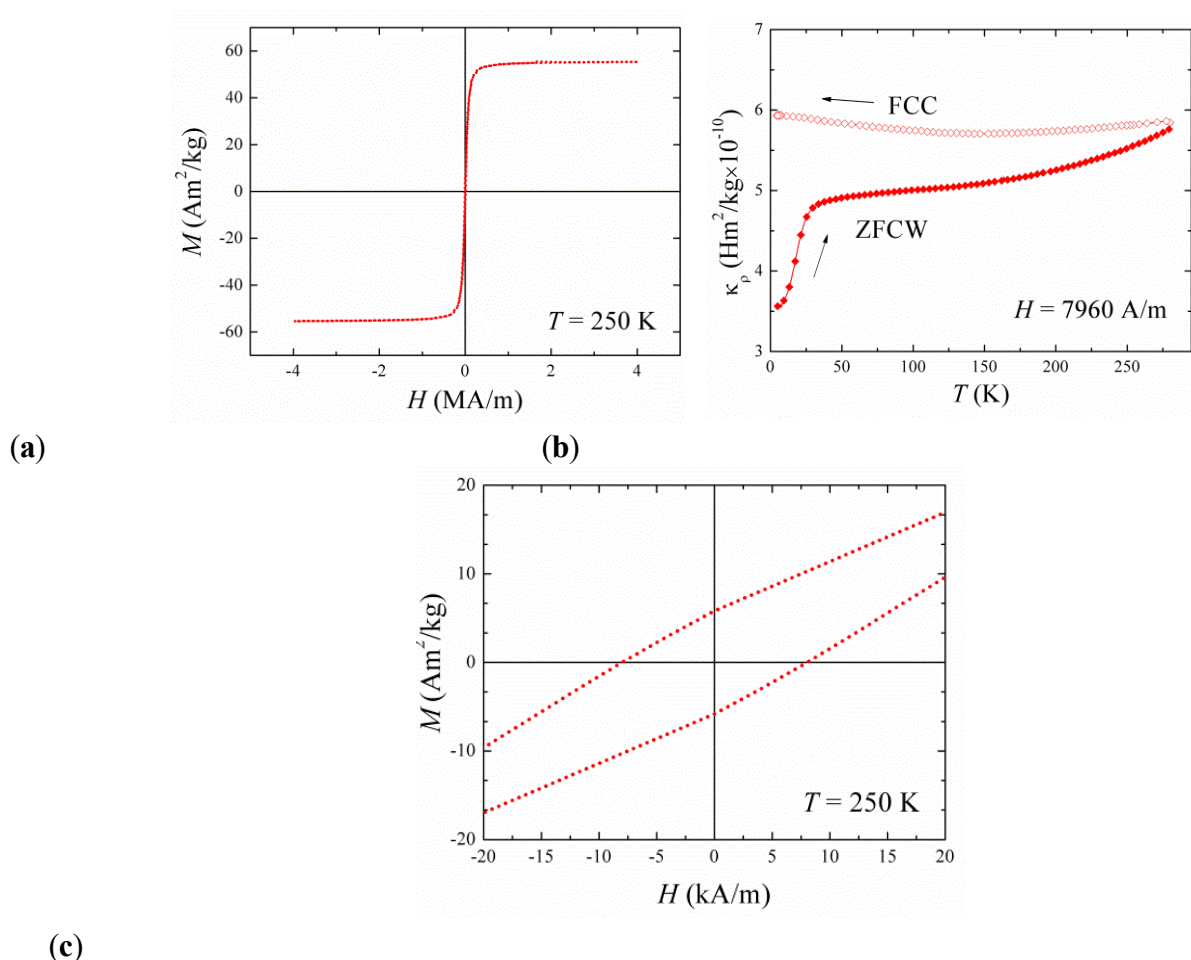 60
40
20
0
-20
-40
-60
M (Am²/kg)
-4
-2
0
2
4
H (MA/m)
T = 250 K
7
6
5
4
3
κρ (Hm²/kg×10⁻¹⁰)
0
50
100
150
200
250
T (K)
FCC
ZFCW
H = 7960 A/m
(a)
(b)
20
10
0
-10
-20
M (Am²/kg)
-20
-15
-10
-5
0
5
10
15
20
H (kA/m)
T = 250 K
(c)